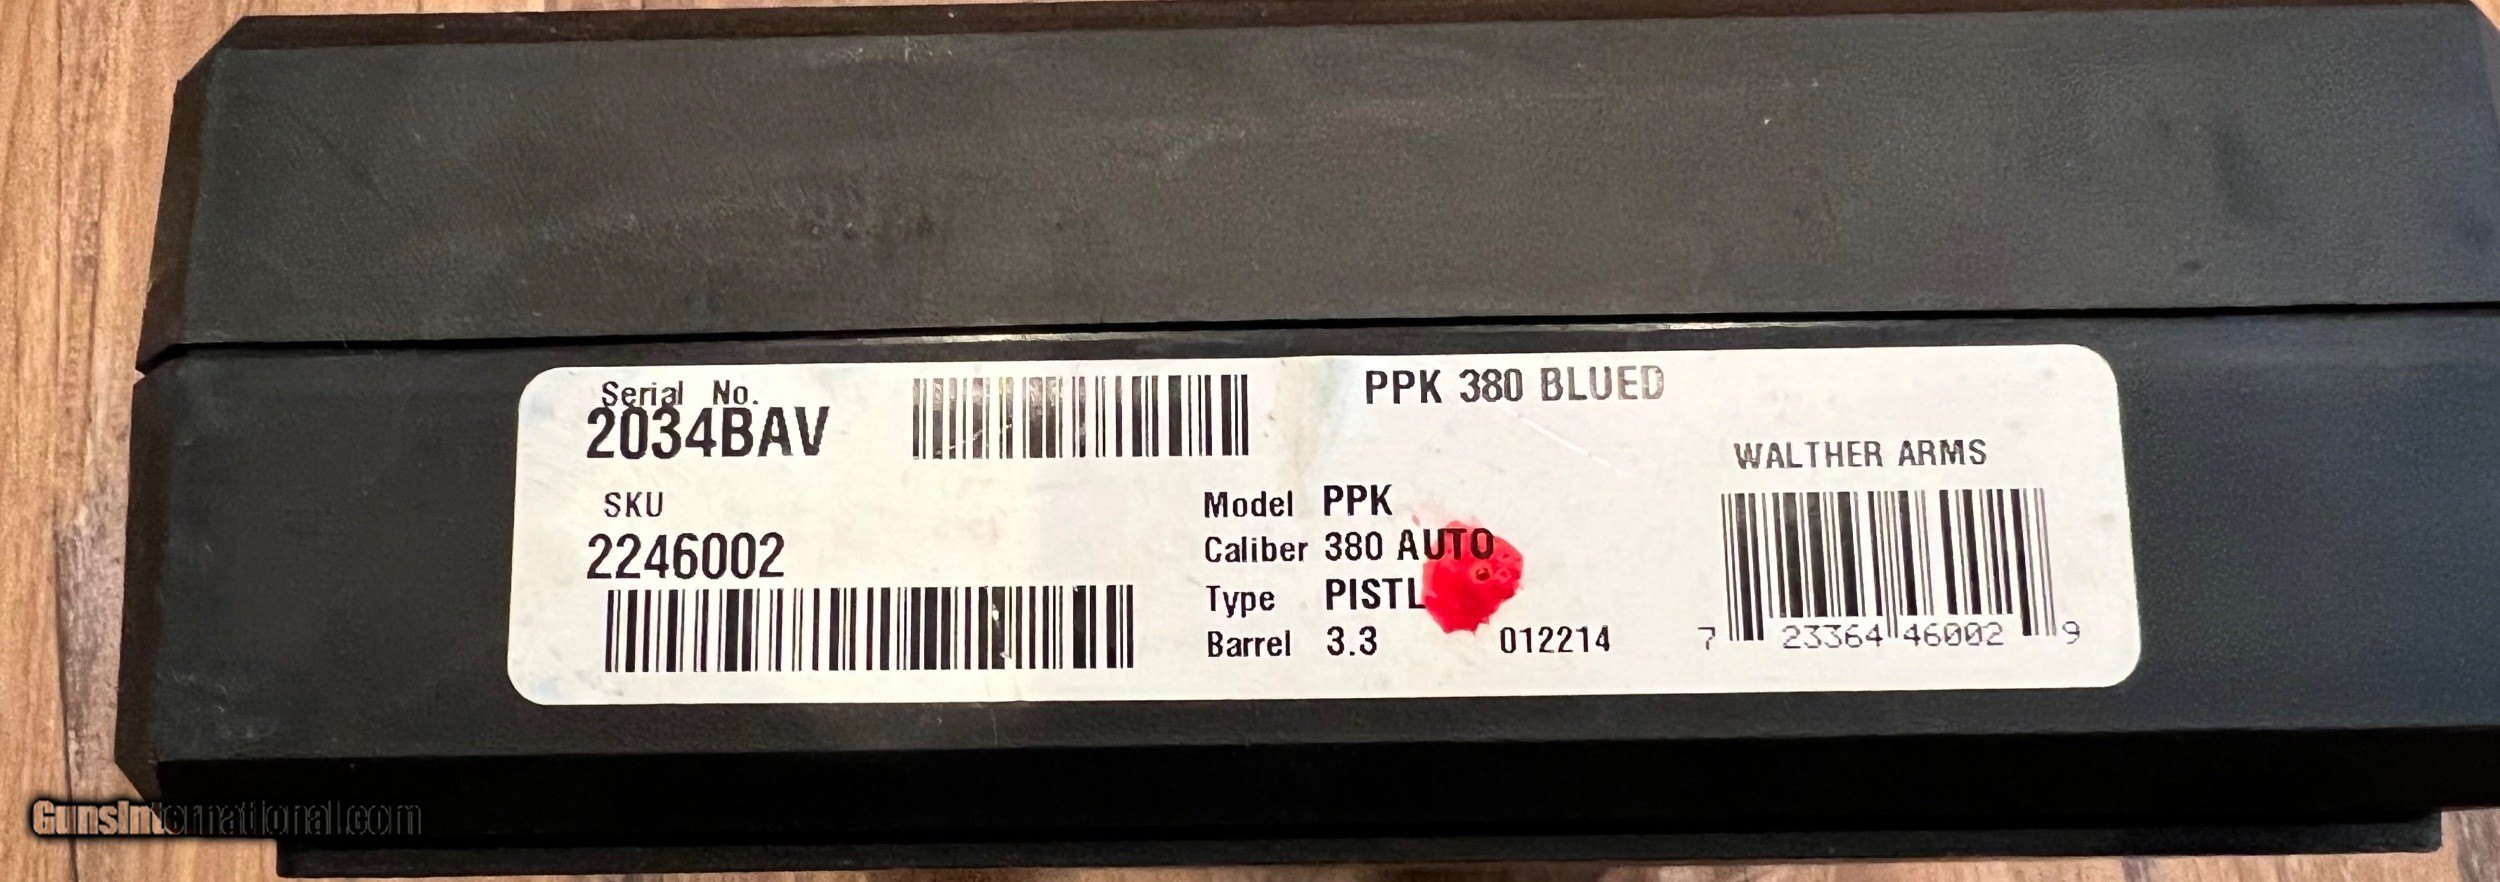 Serial No.
2034BAV
SKU
2246002
PPK 380 BLUED
Model PPK
Caliber 380 AUTO
Type PISTL
Barrel 3.3
012214
WALTHER ARMS
7 23364 46002 9
GunsInternational.com